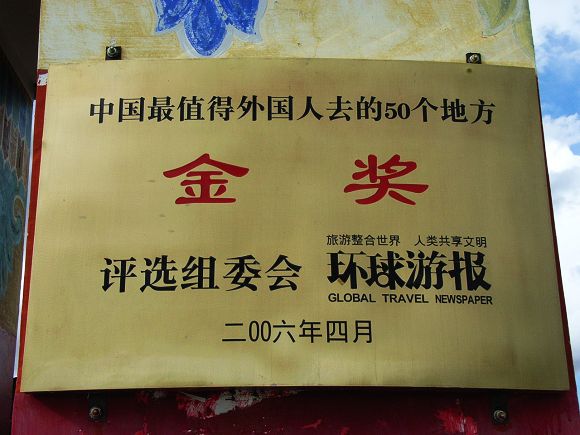 中国最值得外国人去的50个地方
金奖
旅游整合世界 人类共享文明
评选组委会 环球游报
GLOBAL TRAVEL NEWSPAPER
二00六年四月